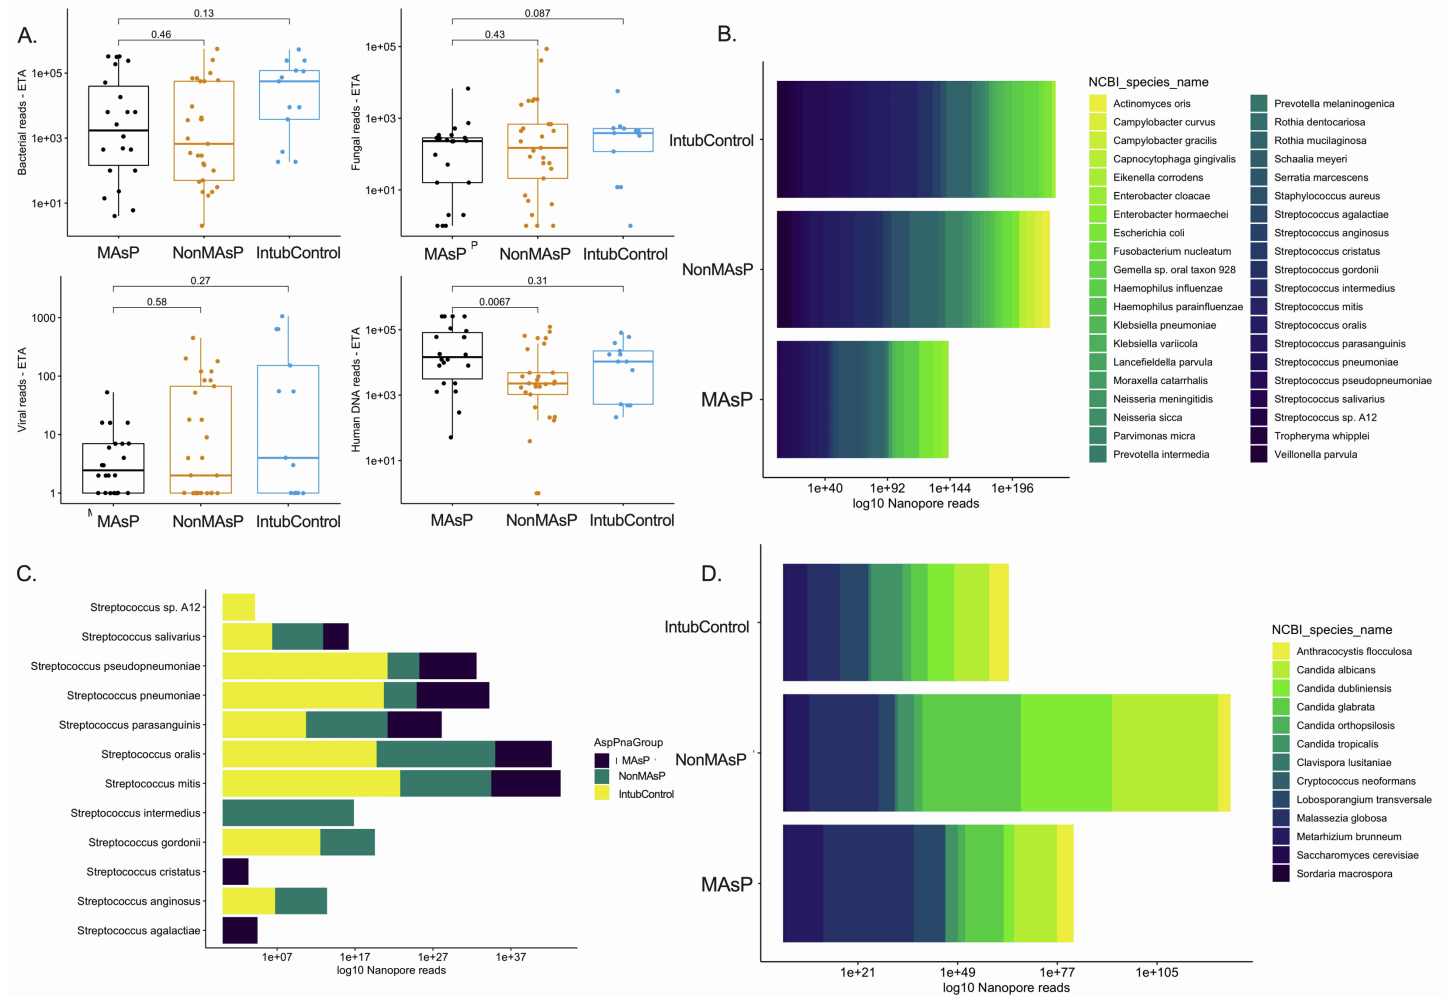 A.
0.13
0.46
Bacterial reads - ETA
1e+05
1e+03
1e+01
MAsP
NonMAsP
IntubControl
0.087
0.43
Fungal reads - ETA
1e+05
1e+03
1e+01
MAsP
P
NonMAsP
IntubControl
0.27
0.58
Viral reads - ETA
1000
100
10
1
MAsP
NonMAsP
IntubControl
0.31
0.0067
Human DNA reads - ETA
1e+05
1e+03
1e+01
MAsP
NonMAsP
IntubControl
B.
IntubControl
NonMAsP
MAsP
1e+40
1e+92
1e+144
1e+196
log10 Nanopore reads
NCBI_species_name
Actinomyces oris
Campylobacter curvus
Campylobacter gracilis
Capnocytophaga gingivalis
Eikenella corrodens
Enterobacter cloacae
Enterobacter hormaechei
Escherichia coli
Fusobacterium nucleatum
Gemella sp. oral taxon 928
Haemophilus influenzae
Haemophilus parainfluenzae
Klebsiella pneumoniae
Klebsiella variicola
Lancefieldella parvula
Moraxella catarrhalis
Neisseria meningitidis
Neisseria sicca
Parvimonas micra
Prevotella intermedia
Prevotella melaninogenica
Rothia dentocariosa
Rothia mucilaginosa
Schaalia meyeri
Serratia marcescens
Staphylococcus aureus
Streptococcus agalactiae
Streptococcus anginosus
Streptococcus cristatus
Streptococcus gordonii
Streptococcus intermedius
Streptococcus mitis
Streptococcus oralis
Streptococcus parasanguinis
Streptococcus pneumoniae
Streptococcus pseudopneumoniae
Streptococcus salivarius
Streptococcus sp. A12
Tropheryma whipplei
Veillonella parvula
C.
Streptococcus sp. A12
Streptococcus salivarius
Streptococcus pseudopneumoniae
Streptococcus pneumoniae
Streptococcus parasanguinis
Streptococcus oralis
Streptococcus mitis
Streptococcus intermedius
Streptococcus gordonii
Streptococcus cristatus
Streptococcus anginosus
Streptococcus agalactiae
1e+07
1e+17
1e+27
1e+37
log10 Nanopore reads
AspPnaGroup
MAsP
NonMAsP
IntubControl
D.
IntubControl
NonMAsP
MAsP
1e+21
1e+49
1e+77
1e+105
log10 Nanopore reads
NCBI_species_name
Anthracocystis flocculosa
Candida albicans
Candida dubliniensis
Candida glabrata
Candida orthopsilosis
Candida tropicalis
Clavispora lusitaniae
Cryptococcus neoformans
Lobosporangium transversale
Malassezia globosa
Metarhizium brunneum
Saccharomyces cerevisiae
Sordaria macrospora